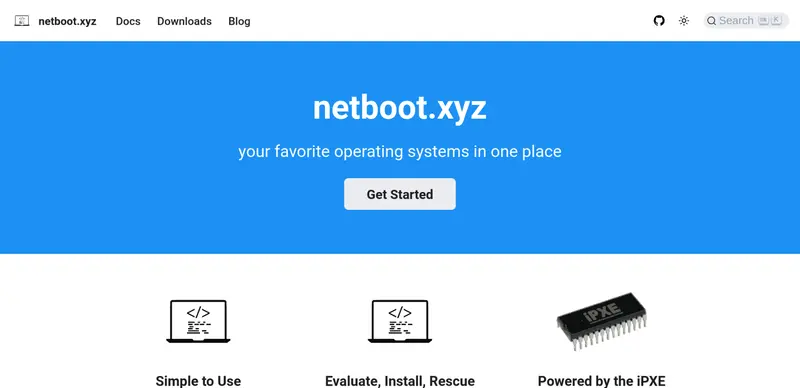 netboot.xyz Docs Downloads Blog Search K
netboot.xyz
your favorite operating systems in one place
Get Started
</> </> iPXE
Simple to Use Evaluate, Install, Rescue Powered by the iPXE